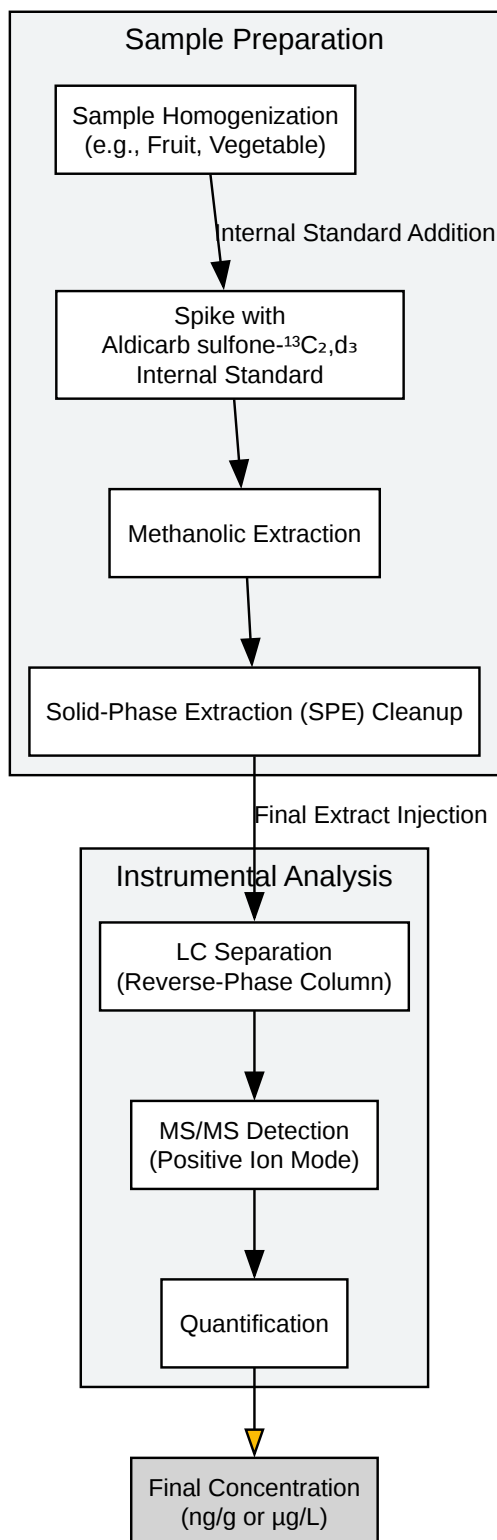 Sample Preparation
Sample Homogenization
(e.g., Fruit, Vegetable)
Internal Standard Addition
Spike with
Aldicarb sulfone-¹³C₂,d₃
Internal Standard
Methanolic Extraction
Solid-Phase Extraction (SPE) Cleanup
Final Extract Injection
Instrumental Analysis
LC Separation
(Reverse-Phase Column)
MS/MS Detection
(Positive Ion Mode)
Quantification
Final Concentration
(ng/g or µg/L)